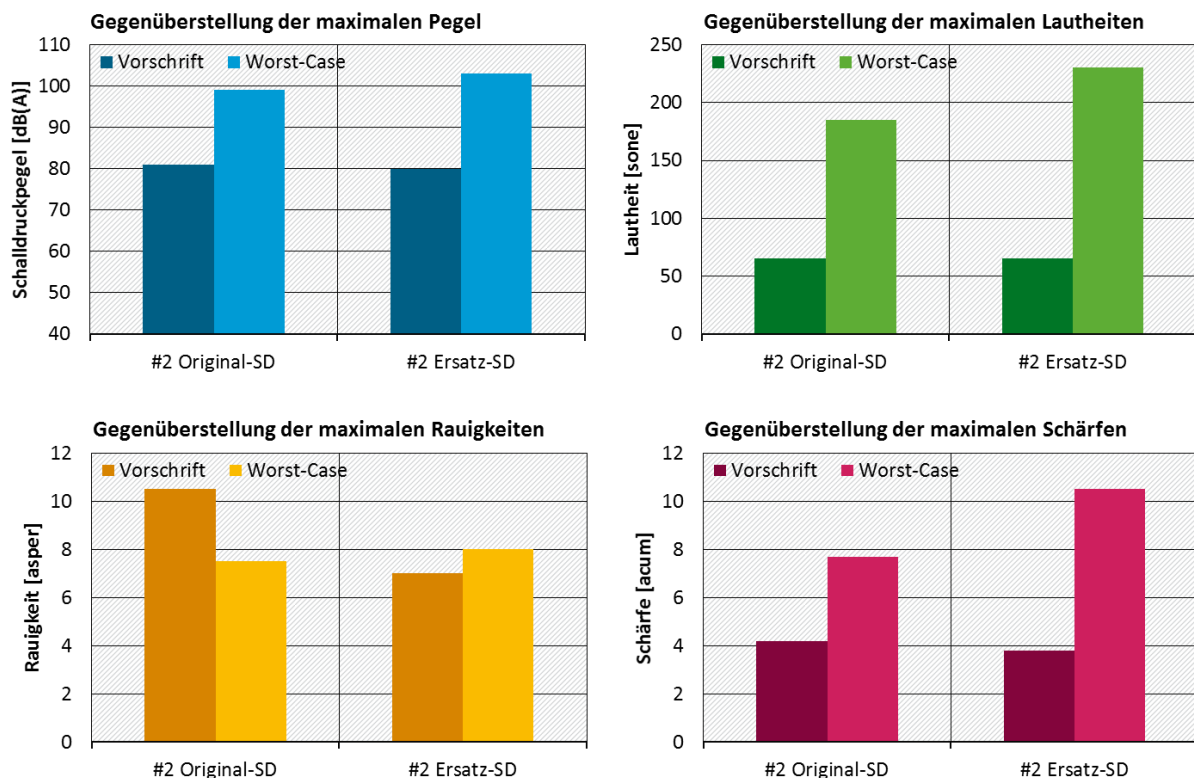 Gegenüberstellung der maximalen Pegel
Schalldruckpegel [dB(A)]
110
100
90
80
70
60
50
40
Vorschrift
Worst-Case
#2 Original-SD
#2 Ersatz-SD
Gegenüberstellung der maximalen Lautheiten
Lautheit [sone]
250
200
150
100
50
0
Vorschrift
Worst-Case
#2 Original-SD
#2 Ersatz-SD
Gegenüberstellung der maximalen Rauigkeiten
Rauigkeit [asper]
12
10
8
6
4
2
0
Vorschrift
Worst-Case
#2 Original-SD
#2 Ersatz-SD
Gegenüberstellung der maximalen Schärfen
Schärfe [acum]
12
10
8
6
4
2
0
Vorschrift
Worst-Case
#2 Original-SD
#2 Ersatz-SD